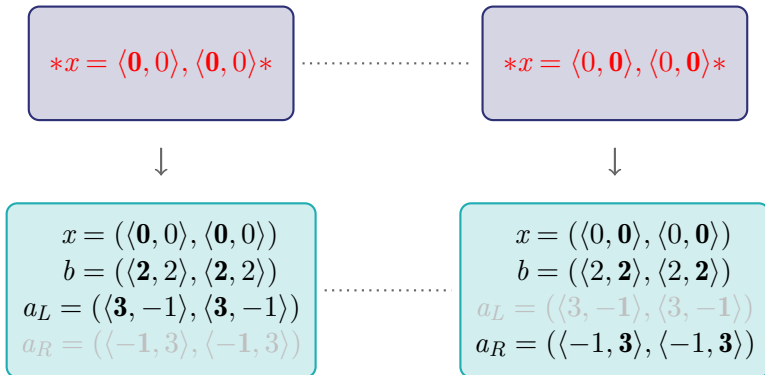 ∗x = ⟨𝟎, 0⟩, ⟨𝟎, 0⟩∗
∗x = ⟨0, 𝟎⟩, ⟨0, 𝟎⟩∗
x = (⟨𝟎, 0⟩, ⟨𝟎, 0⟩)
b = (⟨𝟐, 2⟩, ⟨𝟐, 2⟩)
a_L = (⟨𝟑, −1⟩, ⟨𝟑, −1⟩)
a_R = (⟨−𝟏, 3⟩, ⟨−𝟏, 3⟩)
x = (⟨0, 𝟎⟩, ⟨0, 𝟎⟩)
b = (⟨2, 𝟐⟩, ⟨2, 𝟐⟩)
a_L = (⟨3, −𝟏⟩, ⟨3, −𝟏⟩)
a_R = (⟨−1, 𝟑⟩, ⟨−1, 𝟑⟩)